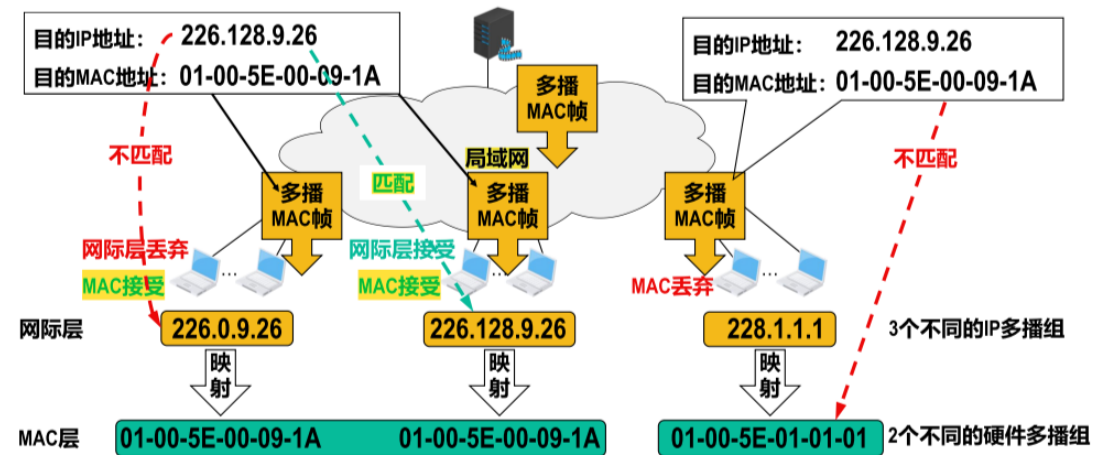 目的IP地址： 226.128.9.26
目的MAC地址：01-00-5E-00-09-1A
目的IP地址： 226.128.9.26
目的MAC地址：01-00-5E-00-09-1A
多播
MAC帧
不匹配
匹配
局域网
不匹配
多播
MAC帧
多播
MAC帧
多播
MAC帧
网际层丢弃
MAC接受
...
网际层接受
MAC接受
...
MAC丢弃
...
网际层
226.0.9.26
226.128.9.26
228.1.1.1
3个不同的IP多播组
映
射
映
射
映
射
MAC层
01-00-5E-00-09-1A
01-00-5E-00-09-1A
01-00-5E-01-01-01
2个不同的硬件多播组